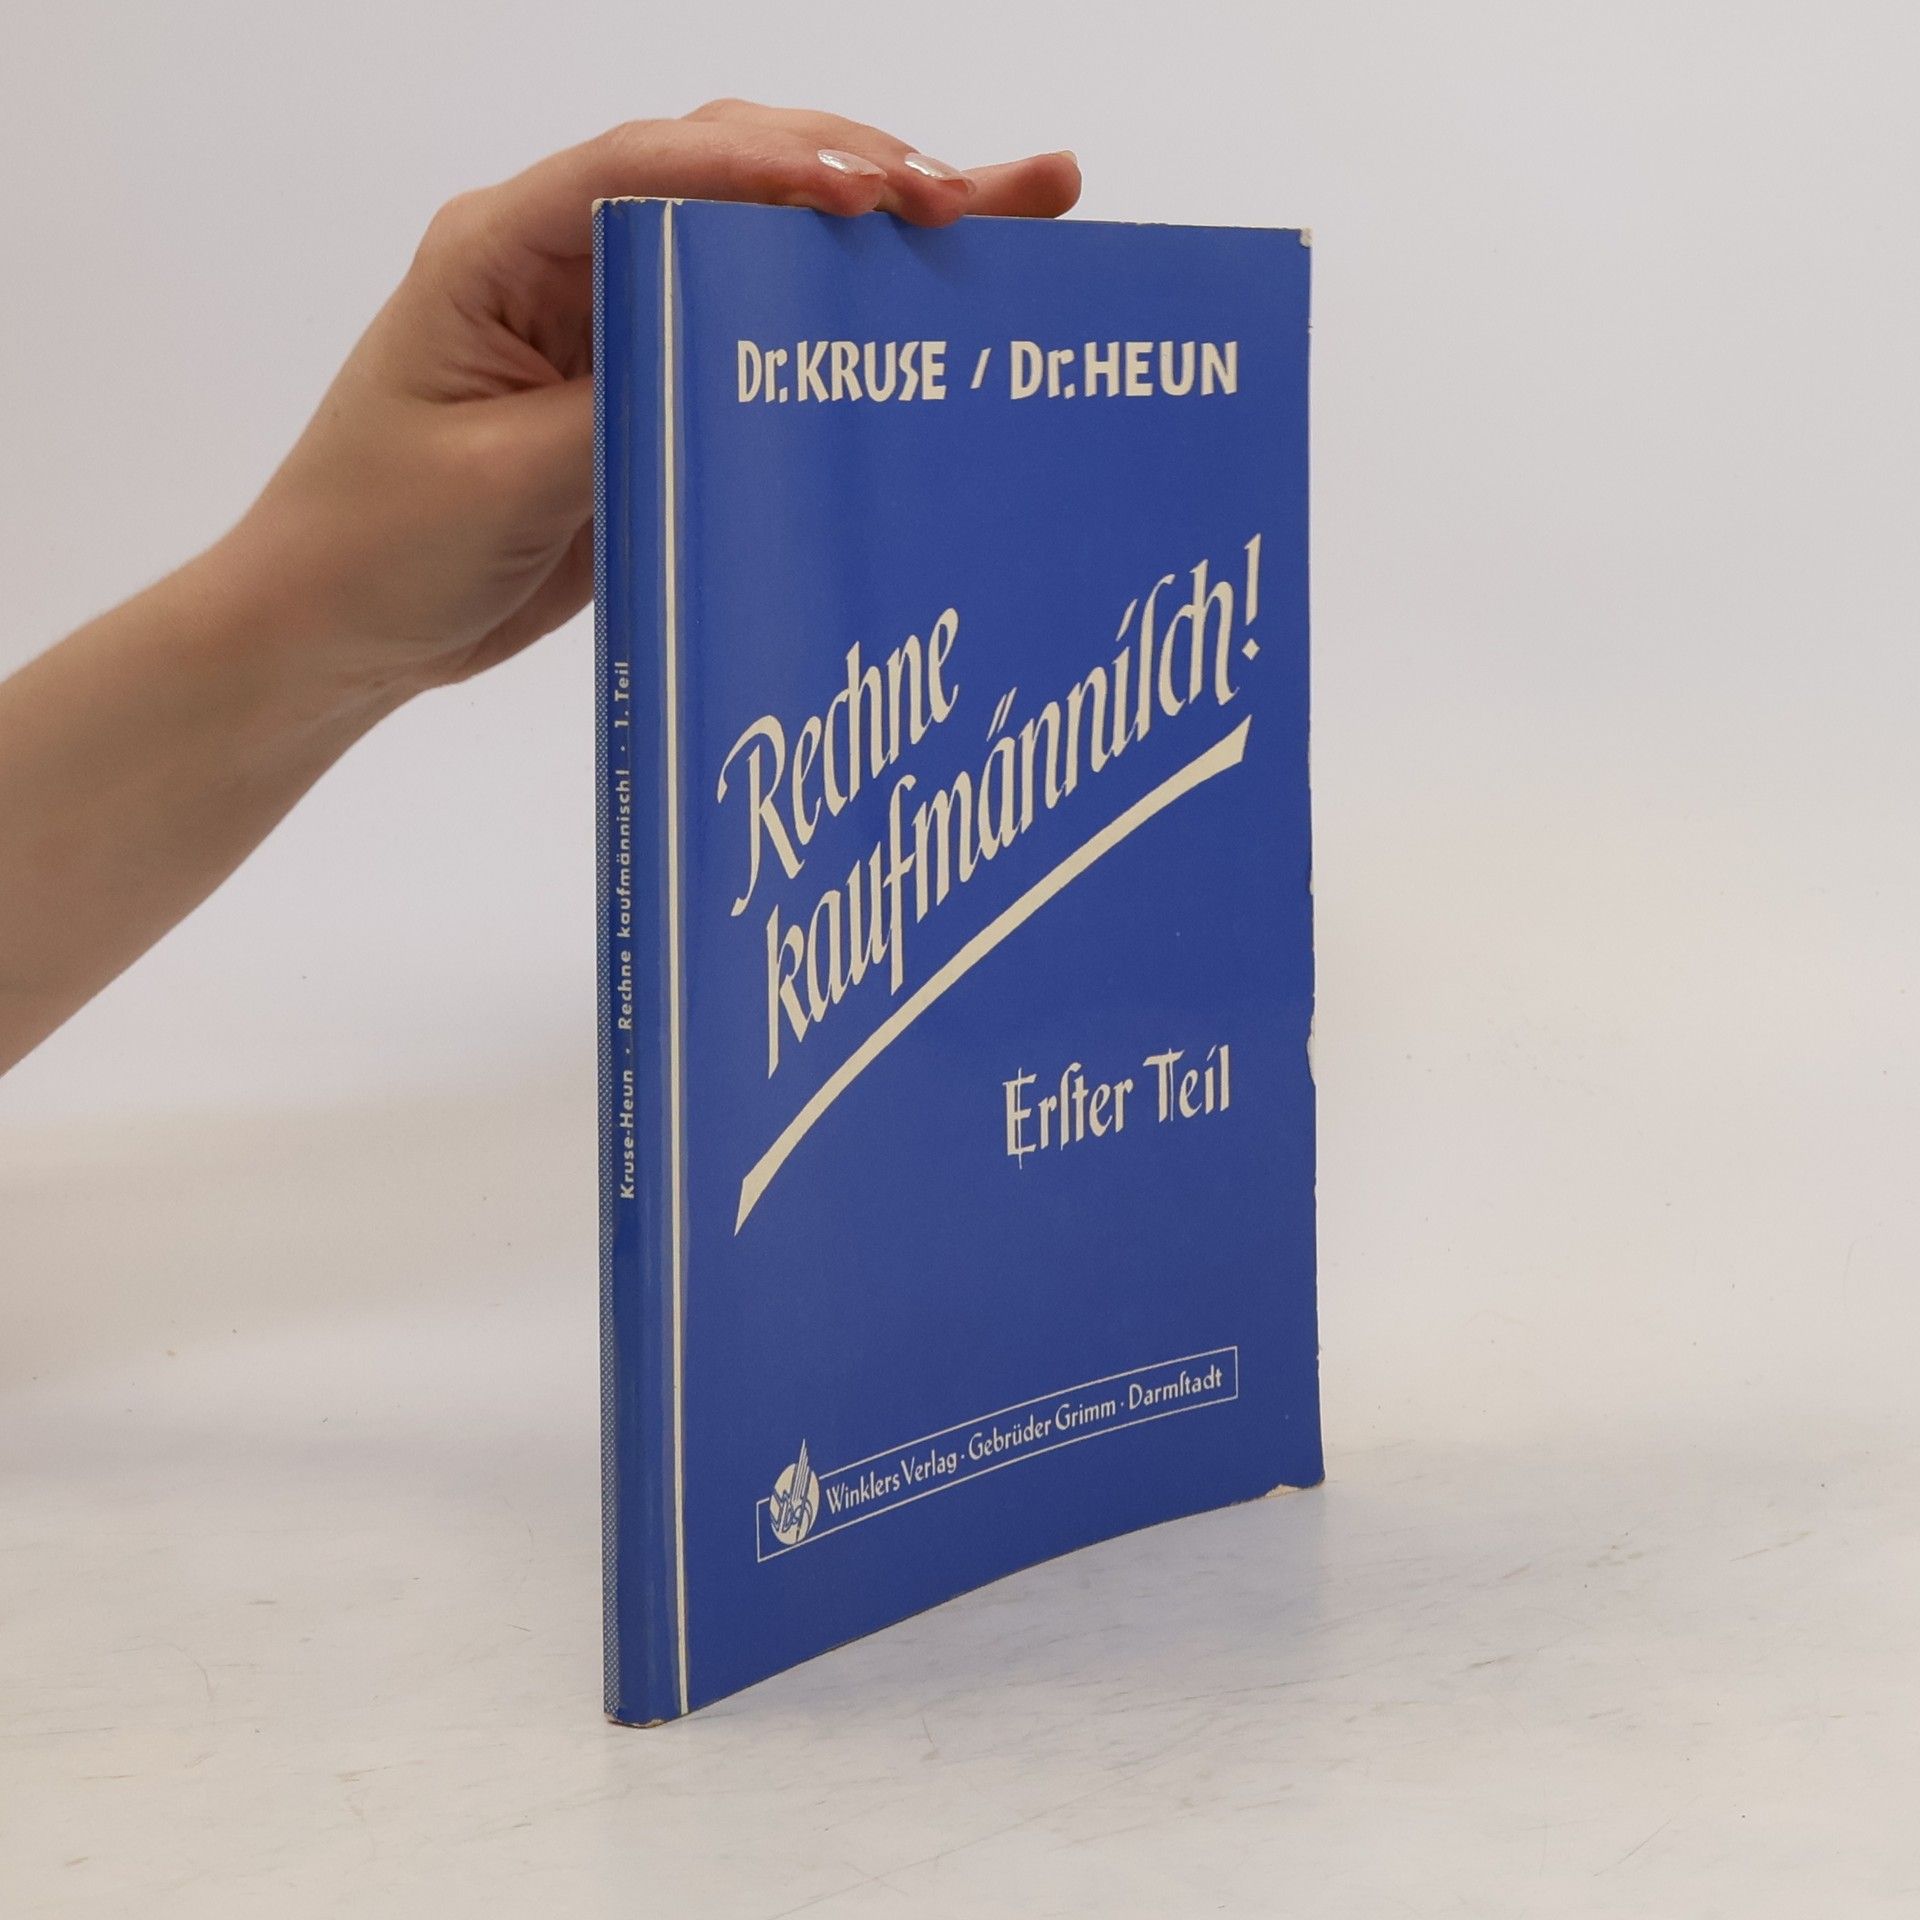 Dr. KRUSE / Dr. HEUN
Rechne
kaufmänniſch!
Erſter Teil
Winklers Verlag · Gebrüder Grimm · Darmſtadt
Kruse-Heun · Rechne kaufmännisch! · 1. Teil